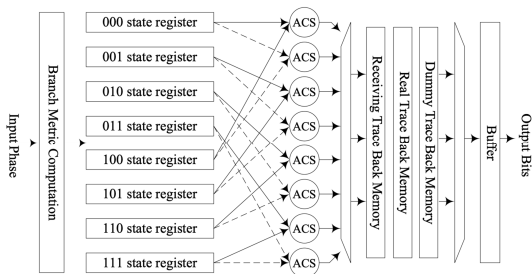 Input Phase
Branch Metric Computation
000 state register
001 state register
010 state register
011 state register
100 state register
101 state register
110 state register
111 state register
ACS
ACS
ACS
ACS
ACS
ACS
ACS
ACS
Receiving Trace Back Memory
Real Trace Back Memory
Dummy Trace Back Memory
Buffer
Output Bits